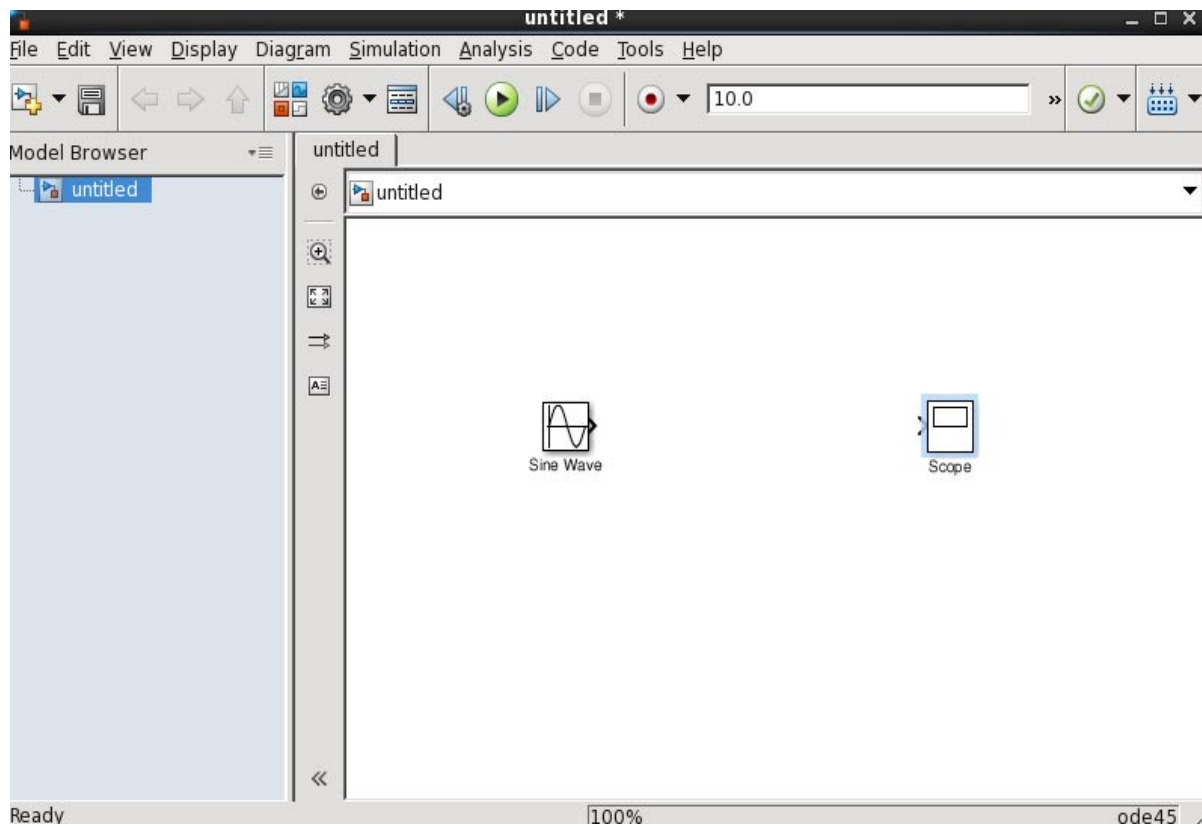 untitled *
File Edit View Display Diagram Simulation Analysis Code Tools Help
10.0 »
Model Browser
untitled
untitled
untitled
A
Sine Wave
Scope
Ready 100% ode45